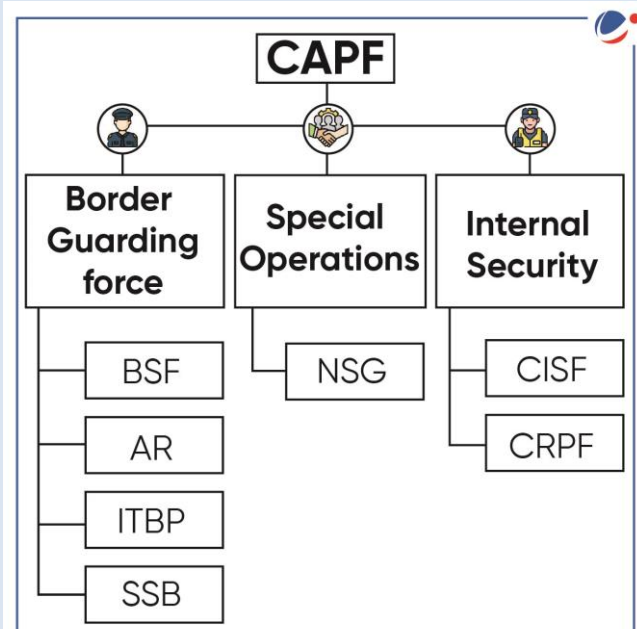 CAPF
Border
Guarding
force
Special
Operations
Internal
Security
BSF
AR
ITBP
SSB
NSG
CISF
CRPF